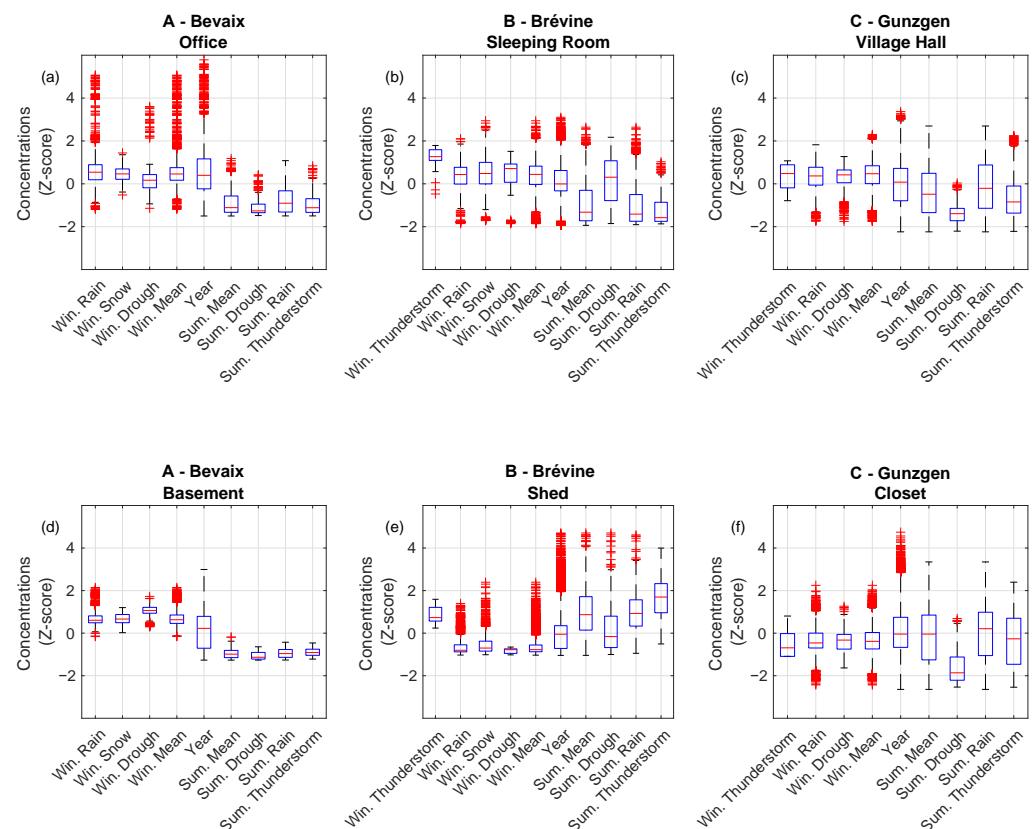 A - Bevaix
Office
(a)
Concentrations
(Z-score)
4
2
0
−2
Win. Rain
Win. Snow
Win. Drough
Win. Mean
Year
Sum. Mean
Sum. Drough
Sum. Rain
Sum. Thunderstorm
B - Brévine
Sleeping Room
(b)
Concentrations
(Z-score)
4
2
0
−2
Win. Thunderstorm
Win. Rain
Win. Snow
Win. Drough
Win. Mean
Year
Sum. Mean
Sum. Drough
Sum. Rain
Sum. Thunderstorm
C - Gunzgen
Village Hall
(c)
Concentrations
(Z-score)
4
2
0
−2
Win. Thunderstorm
Win. Rain
Win. Drough
Win. Mean
Year
Sum. Mean
Sum. Drough
Sum. Rain
Sum. Thunderstorm
A - Bevaix
Basement
(d)
Concentrations
(Z-score)
4
2
0
−2
Win. Rain
Win. Snow
Win. Drough
Win. Mean
Year
Sum. Mean
Sum. Drough
Sum. Rain
Sum. Thunderstorm
B - Brévine
Shed
(e)
Concentrations
(Z-score)
4
2
0
−2
Win. Thunderstorm
Win. Rain
Win. Snow
Win. Drough
Win. Mean
Year
Sum. Mean
Sum. Drough
Sum. Rain
Sum. Thunderstorm
C - Gunzgen
Closet
(f)
Concentrations
(Z-score)
4
2
0
−2
Win. Thunderstorm
Win. Rain
Win. Drough
Win. Mean
Year
Sum. Mean
Sum. Drough
Sum. Rain
Sum. Thunderstorm